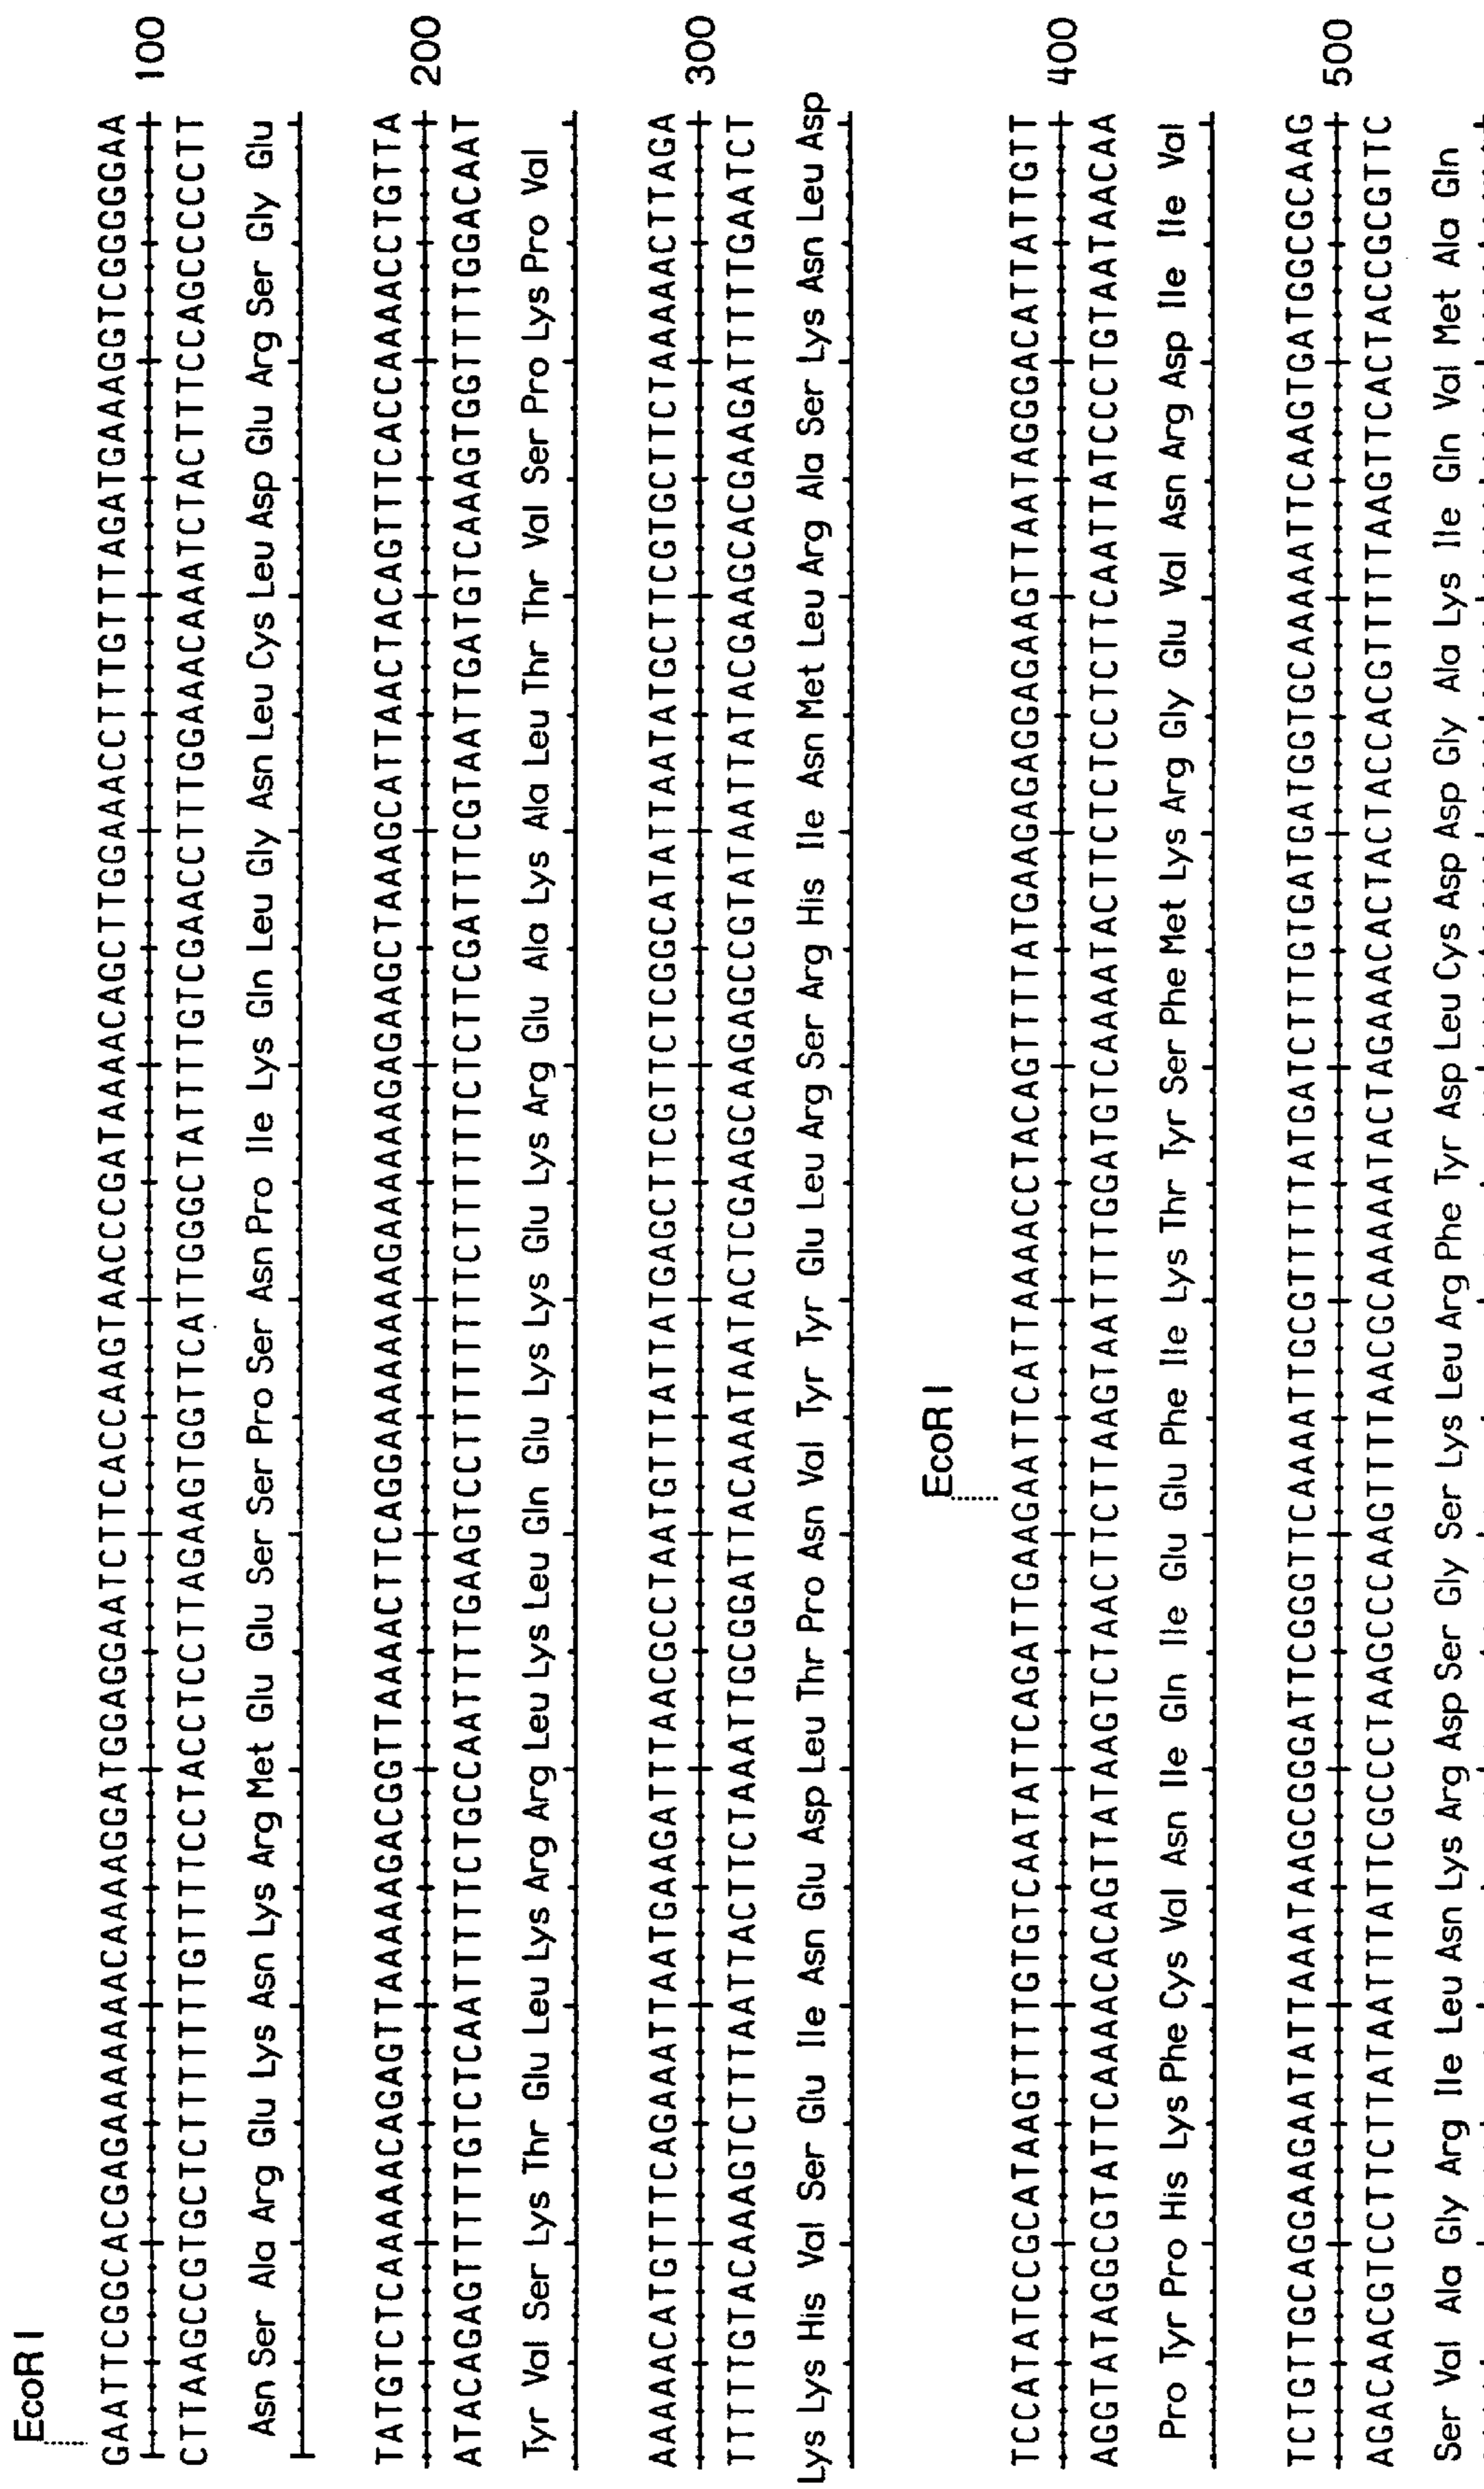 EcoR I
GAATTCGGCACGAGAAAAAACAAAAGGATGGAGGAATCTTCACCAAGTAACCCGATAAAACAGCTTGGAAACCTTTGTTTAGATGAAAGGTCGGGGGAA 100
CTTAAGCCGTGCTCTTTTTTGTTTTCCTACCTCCTTAGAAGTGGTTCATTGGGCTATTTTGTCGAACCTTTGGAAACAAATCTACTTTCCAGCCCCCTT
Asn Ser Ala Arg Glu Lys Asn Lys Arg Met Glu Glu Ser Ser Pro Ser Asn Pro Ile Lys Gln Leu Gly Asn Leu Cys Leu Asp Glu Arg Ser Gly Glu
TATGTCTCAAAAACAGAGTTAAAAAGACGGTTAAAACTTCAGGAAAAAAAAGAAAAAAGAGAAGCTAAAGCATTAACTACAGTTTCACCAAAACCTGTTA 200
ATACAGAGTTTTTGTCTCAATTTTTCTGCCAATTTTGAAGTCCTTTTTTTTCTTTTTTCTCTTCGATTTCGTAATTGATGTCAAAGTGGTTTTGGACAAT
Tyr Val Ser Lys Thr Glu Leu Lys Arg Arg Leu Lys Leu Gln Glu Lys Lys Glu Lys Arg Glu Ala Lys Ala Leu Thr Thr Val Ser Pro Lys Pro Val
AAAAACATGTTTCAGAAATTAATGAAGATTTAACGCCTAATGTTTATTATGAGCTTCGTTCTCGGCATATTAATATGCTTCGTGCTTCTAAAAACTTAGA 300
TTTTTGTACAAAGTCTTTAATTACTTCTAAATTGCGGATTACAAATAATACTCGAAGCAAGAGCCGTATAATTATACGAAGCACGAAGATTTTTGAATCT
Lys Lys His Val Ser Glu Ile Asn Glu Asp Leu Thr Pro Asn Val Tyr Tyr Glu Leu Arg Ser Arg His Ile Asn Met Leu Arg Ala Ser Lys Asn Leu Asp
EcoR I
TCCATATCCGCATAAGTTTTGTGTCAATATTCAGATTGAAGAATTCATTAAAACCTACAGTTTTATGAAGAGAGGAGAAGTTAATAGGGACATTATTGTT 400
AGGTATAGGCGTATTCAAAACACAGTTATAAGTCTAACTTCTTAAGTAATTTTGGATGTCAAAATACTTCTCTCCTCTTCAATTATCCCTGTAATAACAA
Pro Tyr Pro His Lys Phe Cys Val Asn Ile Gln Ile Glu Glu Phe Ile Lys Thr Tyr Ser Phe Met Lys Arg Gly Glu Val Asn Arg Asp Ile Ile Val
TCTGTTGCAGGAAGAATATTAAATAAGCGGGATTCGGGTTCAAAATTGCGTTTTTATGATCTTTGTGATGATGGTGCAAAAATTCAAGTGATGGCGCAAG 500
AGACAACGTCCTTCTTATAATTTATTCGCCCTAAGCCCAAGTTTTAACGCAAAAATACTAGAAACACTACTACCACGTTTTTAAGTTCACTACCGCGTTC
Ser Val Ala Gly Arg Ile Leu Asn Lys Arg Asp Ser Gly Ser Lys Leu Arg Phe Tyr Asp Leu Cys Asp Asp Gly Ala Lys Ile Gln Val Met Ala Gln